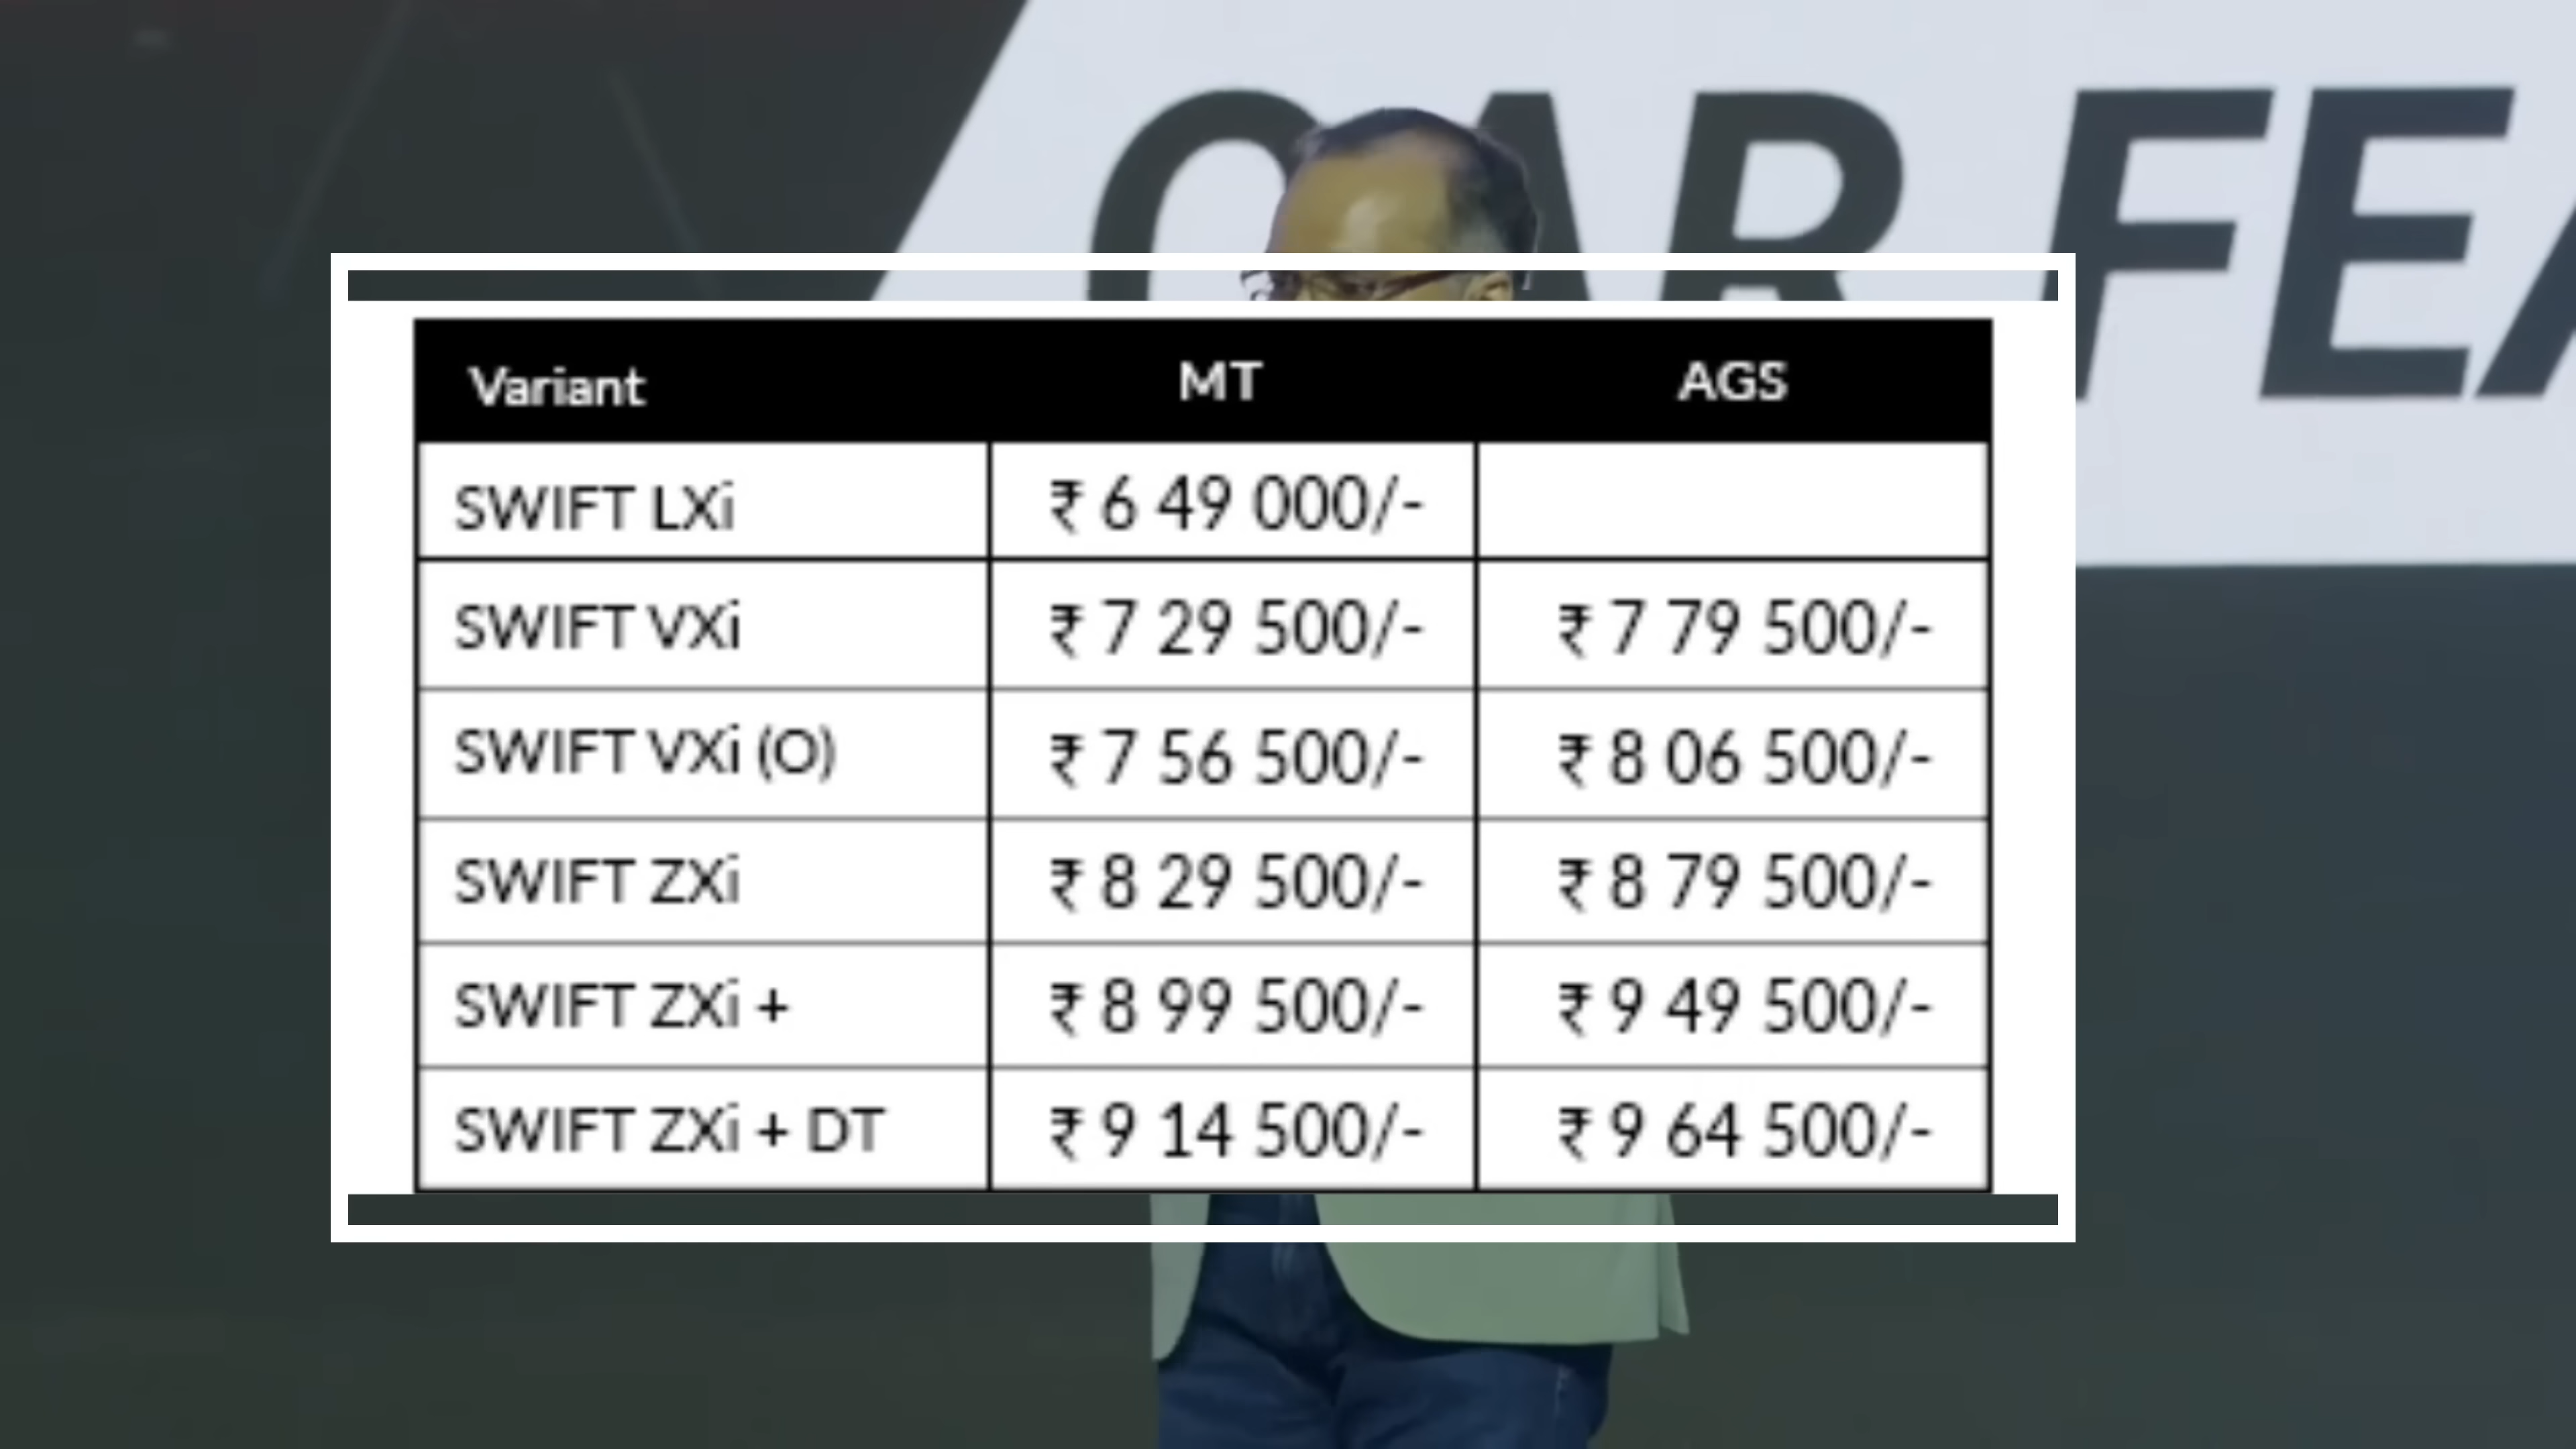 CAR FEA
Variant MT AGS
SWIFT LXi ₹ 6 49 000/-
SWIFT VXi ₹ 7 29 500/- ₹ 7 79 500/-
SWIFT VXi (O) ₹ 7 56 500/- ₹ 8 06 500/-
SWIFT ZXi ₹ 8 29 500/- ₹ 8 79 500/-
SWIFT ZXi + ₹ 8 99 500/- ₹ 9 49 500/-
SWIFT ZXi + DT ₹ 9 14 500/- ₹ 9 64 500/-